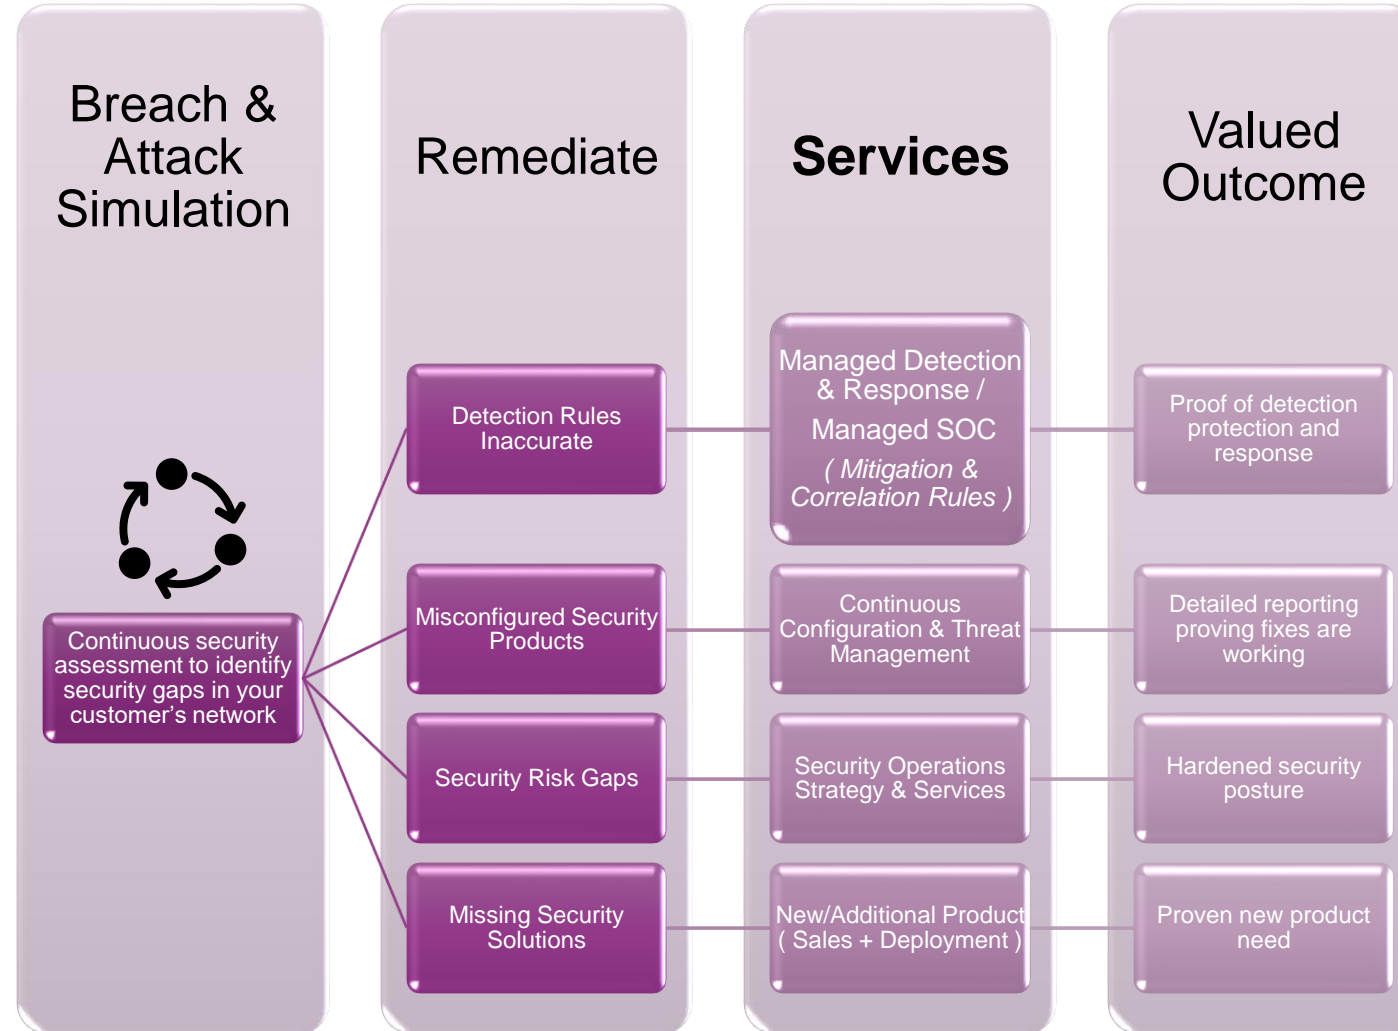 Breach &
Attack
Simulation
Continuous security
assessment to identify
security gaps in your
customer’s network
Remediate
Detection Rules
Inaccurate
Misconfigured Security
Products
Security Risk Gaps
Missing Security
Solutions
Services
Managed Detection
& Response /
Managed SOC
( Mitigation &
Correlation Rules )
Continuous
Configuration & Threat
Management
Security Operations
Strategy & Services
New/Additional Product
( Sales + Deployment )
Valued
Outcome
Proof of detection
protection and
response
Detailed reporting
proving fixes are
working
Hardened security
posture
Proven new product
need